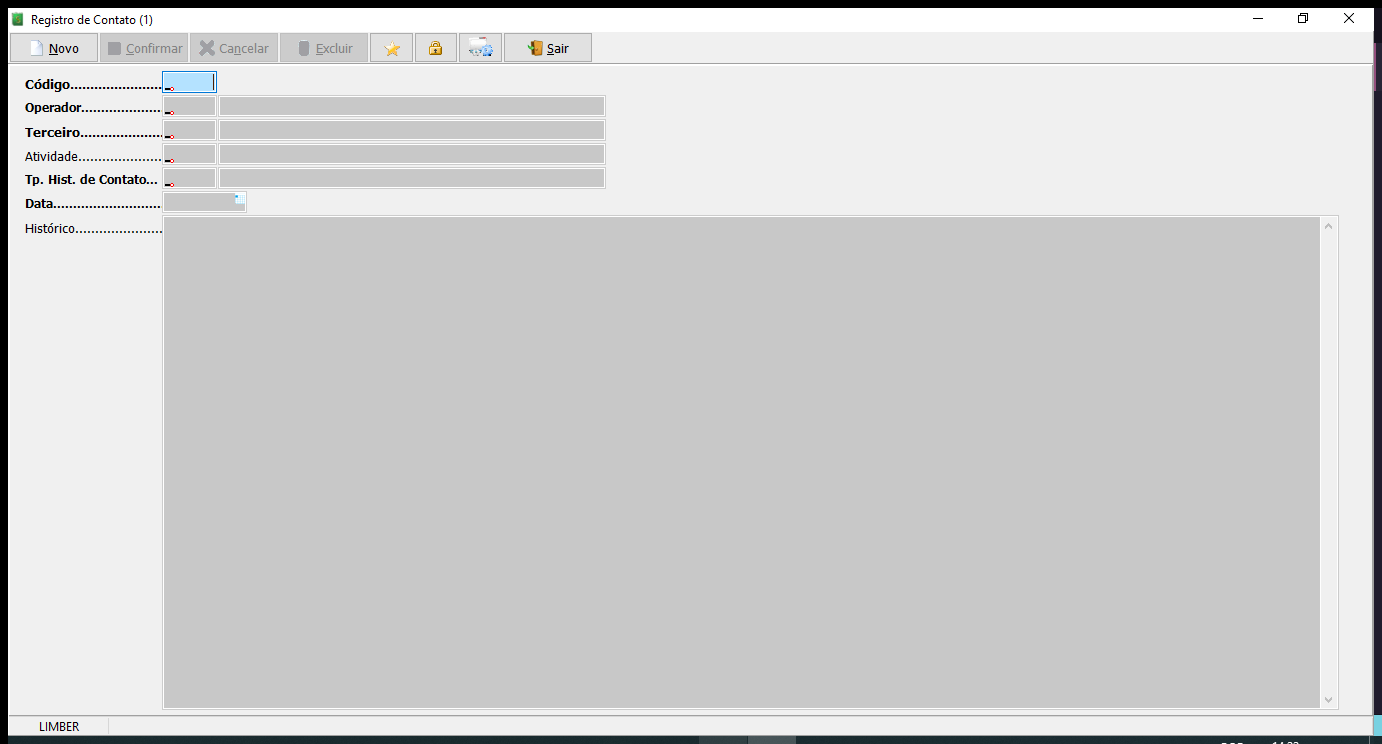 Registro de Contato (1)
Novo Confirmar Cancelar Excluir Sair
Código.......................
Operador....................
Terceiro.....................
Atividade.....................
Tp. Hist. de Contato...
Data...........................
Histórico......................
LIMBER